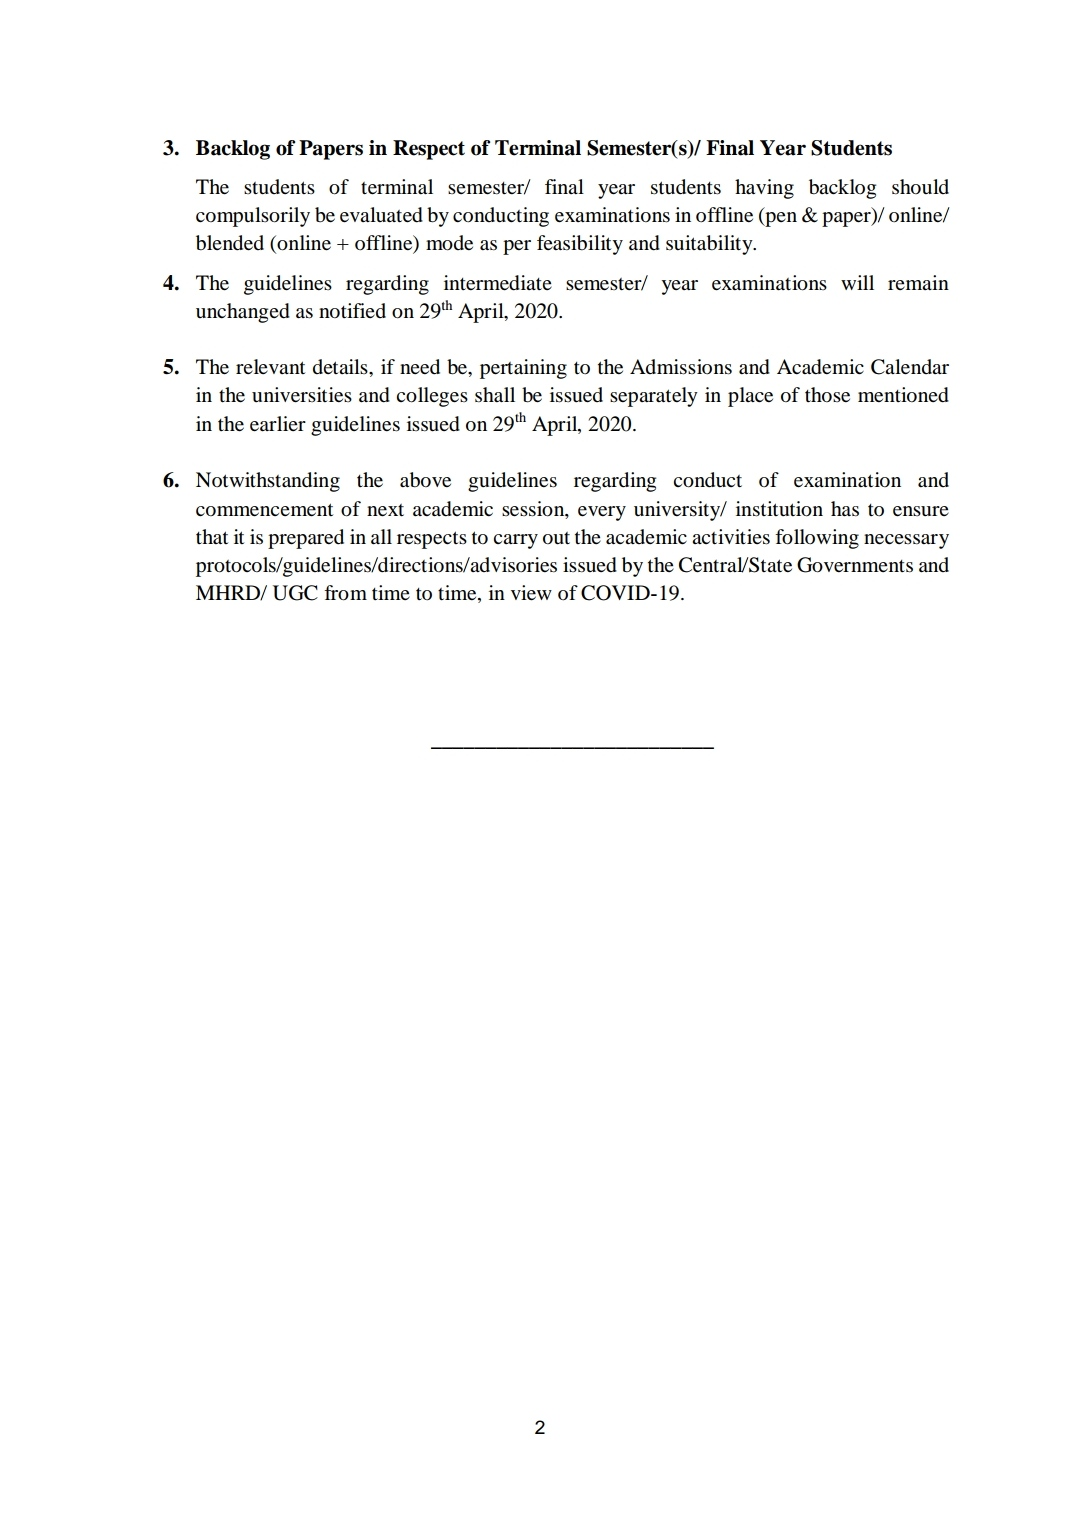 3. Backlog of Papers in Respect of Terminal Semester(s)/ Final Year Students
The students of terminal semester/ final year students having backlog should
compulsorily be evaluated by conducting examinations in offline (pen & paper)/ online/
blended (online + offline) mode as per feasibility and suitability.
4. The guidelines regarding intermediate semester/ year examinations will remain
unchanged as notified on 29th April, 2020.
5. The relevant details, if need be, pertaining to the Admissions and Academic Calendar
in the universities and colleges shall be issued separately in place of those mentioned
in the earlier guidelines issued on 29th April, 2020.
6. Notwithstanding the above guidelines regarding conduct of examination and
commencement of next academic session, every university/ institution has to ensure
that it is prepared in all respects to carry out the academic activities following necessary
protocols/guidelines/directions/advisories issued by the Central/State Governments and
MHRD/ UGC from time to time, in view of COVID-19.
2